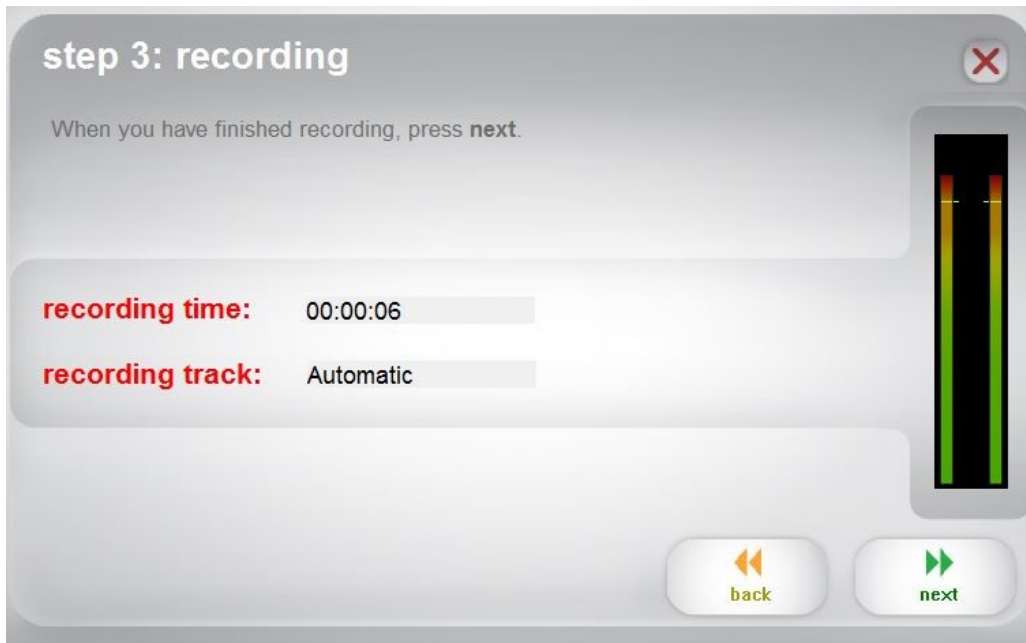 step 3: recording
When you have finished recording, press next.
recording time: 00:00:06
recording track: Automatic
back
next